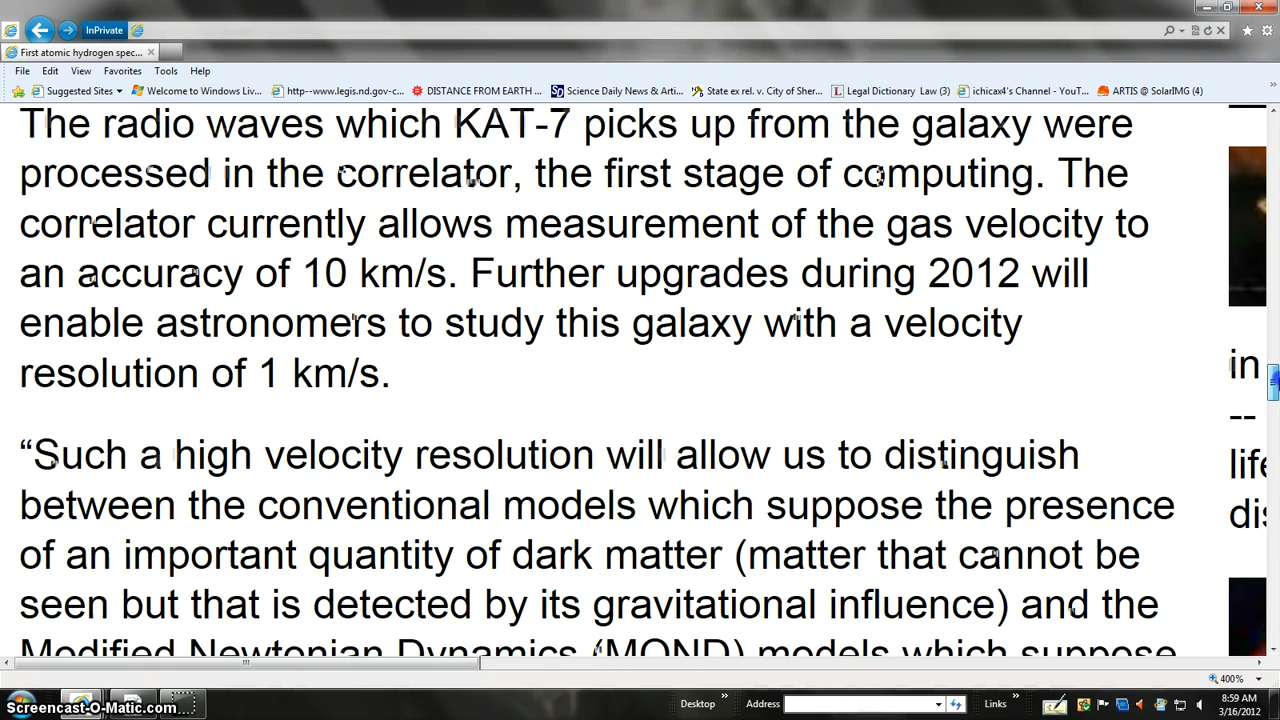 InPrivate
First atomic hydrogen spec...
File Edit View Favorites Tools Help
Suggested Sites Welcome to Windows Liv... http--www.legis.nd.gov-c... DISTANCE FROM EARTH ... Science Daily News & Arti... State ex rel. v. City of Sher... Legal Dictionary Law (3) ichicax4's Channel - YouT... ARTIS @ SolarIMG (4)
The radio waves which KAT-7 picks up from the galaxy were
processed in the correlator, the first stage of computing. The
correlator currently allows measurement of the gas velocity to
an accuracy of 10 km/s. Further upgrades during 2012 will
enable astronomers to study this galaxy with a velocity
resolution of 1 km/s.
“Such a high velocity resolution will allow us to distinguish
between the conventional models which suppose the presence
of an important quantity of dark matter (matter that cannot be
seen but that is detected by its gravitational influence) and the
Modified Newtonian Dynamics (MOND) models which suppose
in
--
life
dis
400%
Screencast-O-Matic.com
Desktop Address Links
8:59 AM
3/16/2012